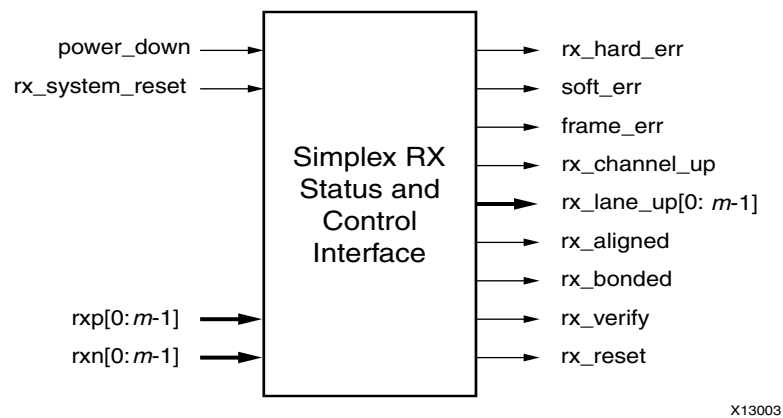 power_down
rx_system_reset
rxp[0:m-1]
rxn[0:m-1]
Simplex RX
Status and
Control
Interface
rx_hard_err
soft_err
frame_err
rx_channel_up
rx_lane_up[0: m-1]
rx_aligned
rx_bonded
rx_verify
rx_reset
X13003